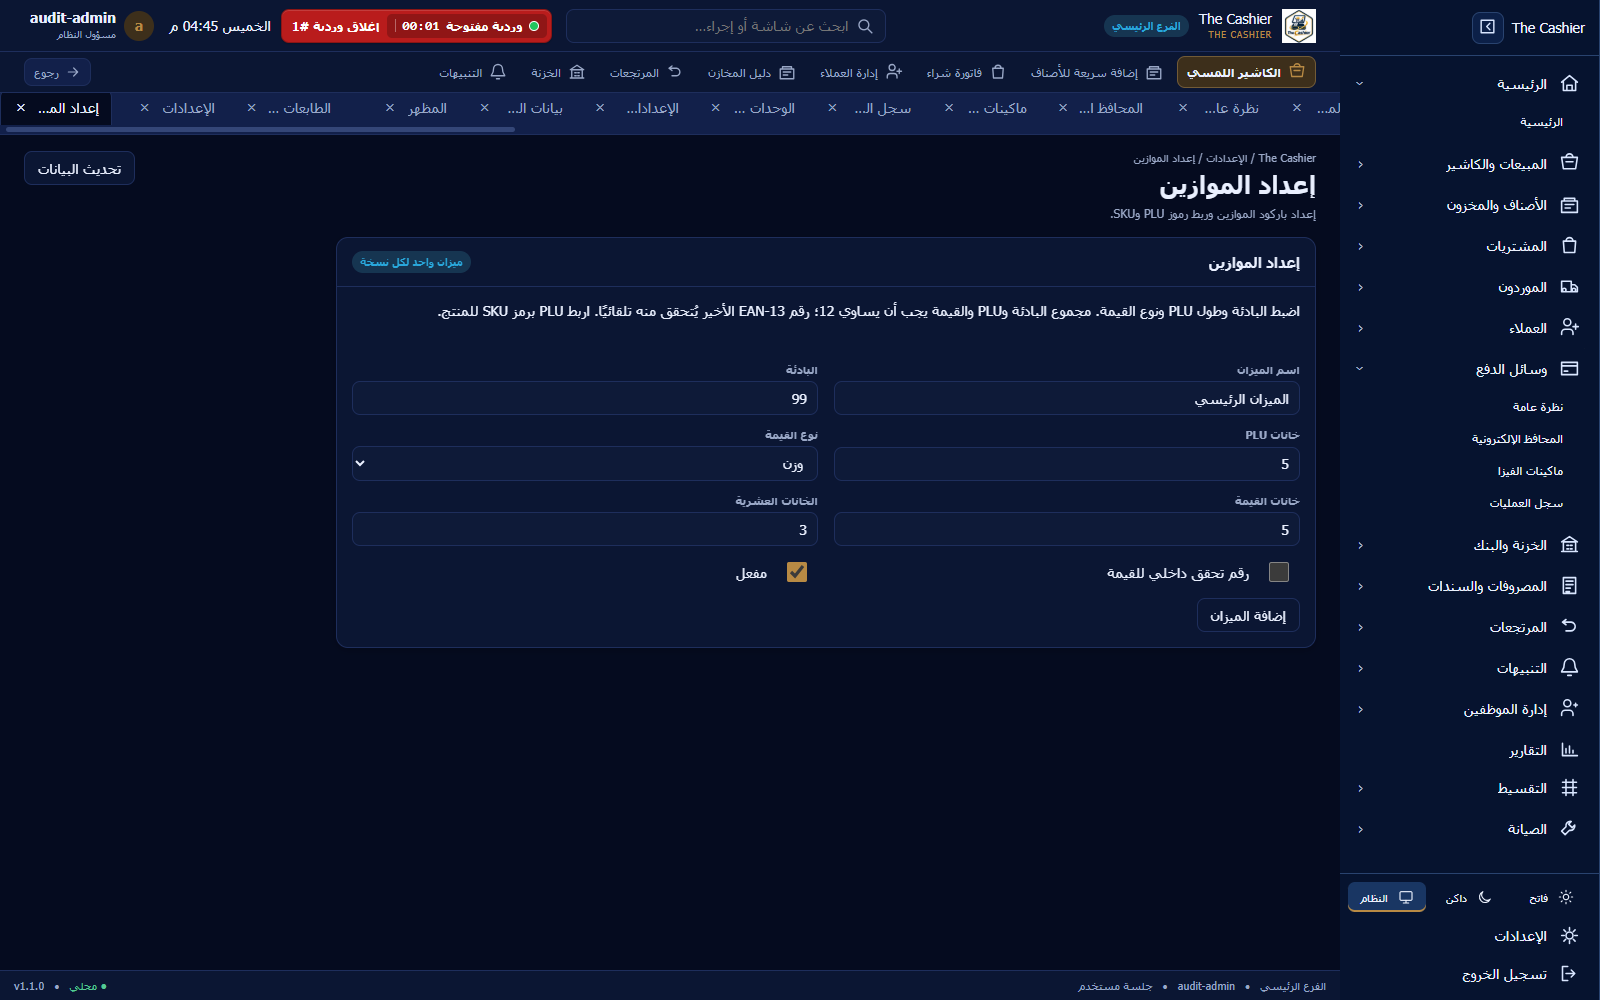 The Cashier
الرئيسية
الرئيسية
المبيعات والكاشير
الأصناف والمخزون
المشتريات
الموردون
العملاء
وسائل الدفع
نظرة عامة
المحافظ الإلكترونية
ماكينات الفيزا
سجل العمليات
الخزنة والبنك
المصروفات والسندات
المرتجعات
التنبيهات
إدارة الموظفين
التقارير
التقسيط
الصيانة
فاتح
داكن
النظام
الإعدادات
تسجيل الخروج
The Cashier
THE CASHIER
الفرع الرئيسي
ابحث عن شاشة أو إجراء...
وردية مفتوحة 00:01
إغلاق وردية #1
الخميس 04:45 م
a
audit-admin
مسؤول النظام
الكاشير اللمسي
إضافة سريعة للأصناف
فاتورة شراء
إدارة العملاء
دليل المخازن
المرتجعات
الخزنة
التنبيهات
رجوع
نظرة عا...
المحافظ ا...
ماكينات ...
سجل الـ...
الوحدات ...
الإعدادا...
بيانات الـ...
المظهر
الطابعات ...
الإعدادات
إعداد المـ...
The Cashier / الإعدادات / إعداد الموازين
إعداد الموازين
إعداد باركود الموازين وربط رموز PLU وSKU.
تحديث البيانات
إعداد الموازين
ميزان واحد لكل نسخة
اضبط البادئة وطول PLU ونوع القيمة. مجموع البادئة وPLU والقيمة يجب أن يساوي 12؛ رقم EAN-13 الأخير يُتحقق منه تلقائيًا. اربط PLU برمز SKU للمنتج.
اسم الميزان
الميزان الرئيسي
البادئة
99
خانات PLU
5
نوع القيمة
وزن
خانات القيمة
5
الخانات العشرية
3
رقم تحقق داخلي للقيمة
مفعل
إضافة الميزان
الفرع الرئيسي • audit-admin • جلسة مستخدم
محلي • v1.1.0